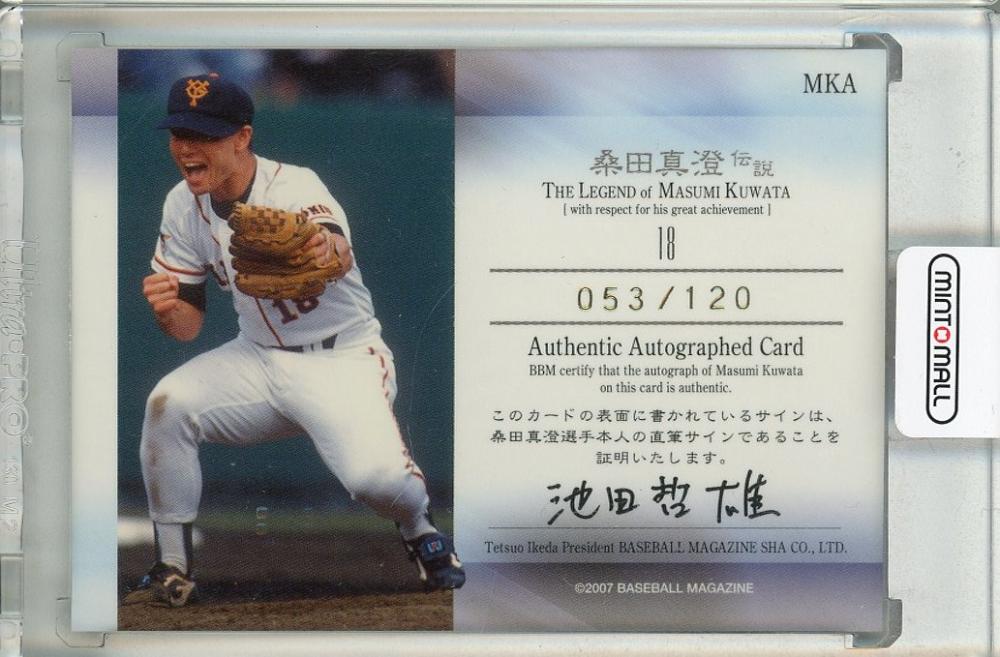 MKA
桑田真澄伝説
THE LEGEND of MASUMI KUWATA
[ with respect for his great achievement ]
18
053/120
Authentic Autographed Card
BBM certify that the autograph of Masumi Kuwata
on this card is authentic.
このカードの表面に書かれているサインは、
桑田真澄選手本人の直筆サインであることを
証明いたします。
池田哲雄
Tetsuo Ikeda President BASEBALL MAGAZINE SHA CO., LTD.
©2007 BASEBALL MAGAZINE
MINTOMALL
18
UltraPRO